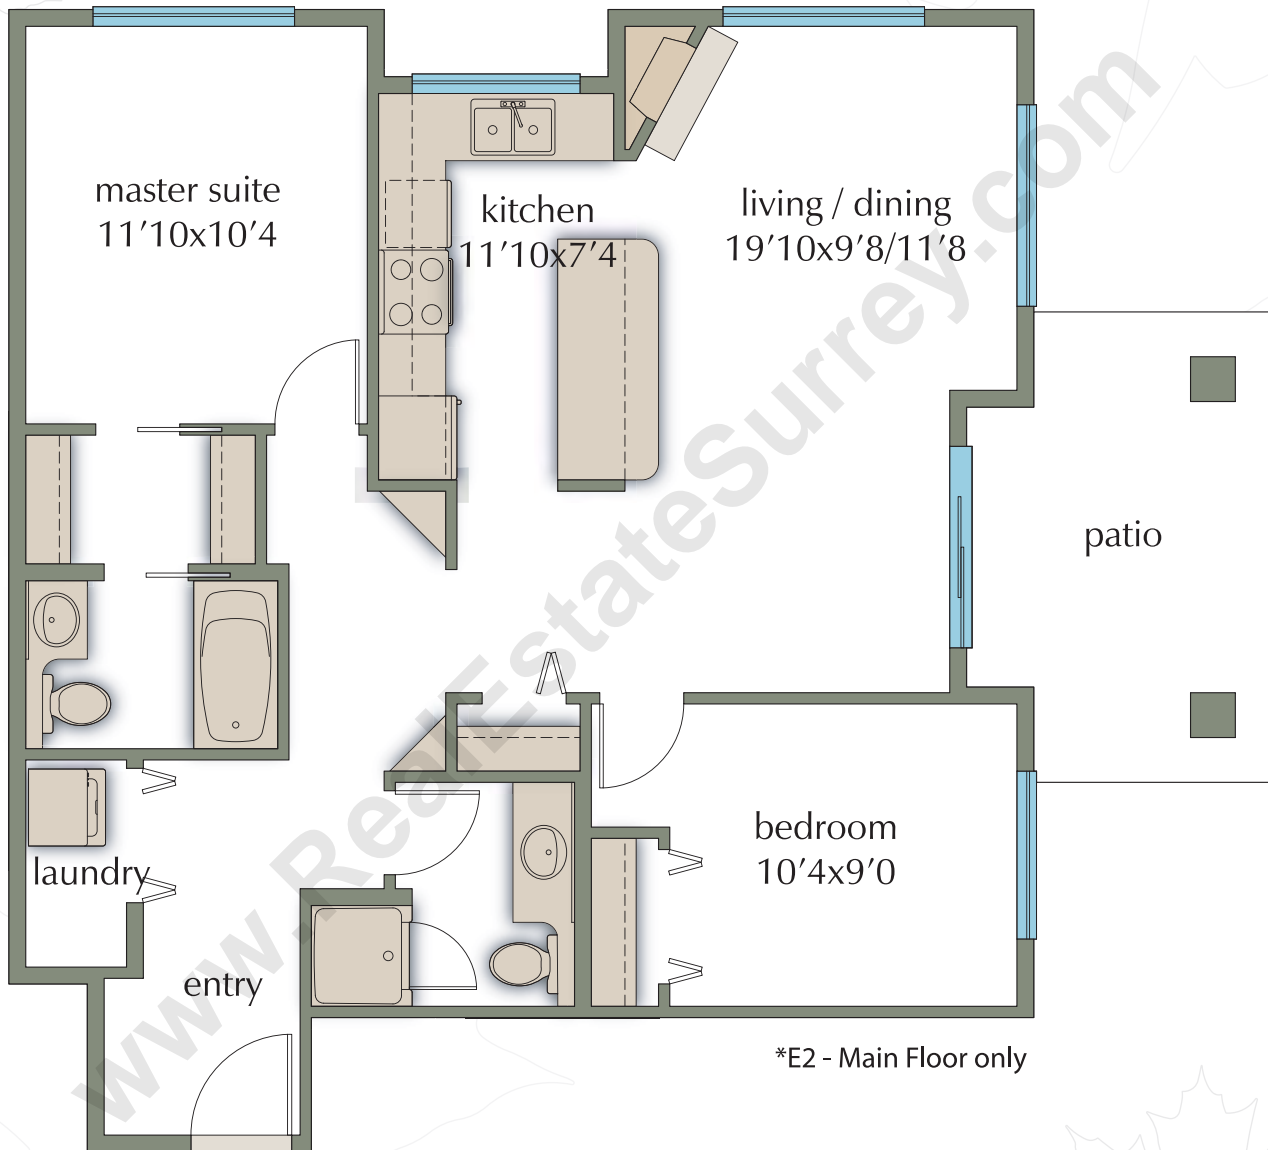 master suite
11'10x10'4
kitchen
11'10x7'4
living / dining
19'10x9'8/11'8
patio
bedroom
10'4x9'0
laundry
entry
*E2 - Main Floor only
www.RealEstateSurrey.com